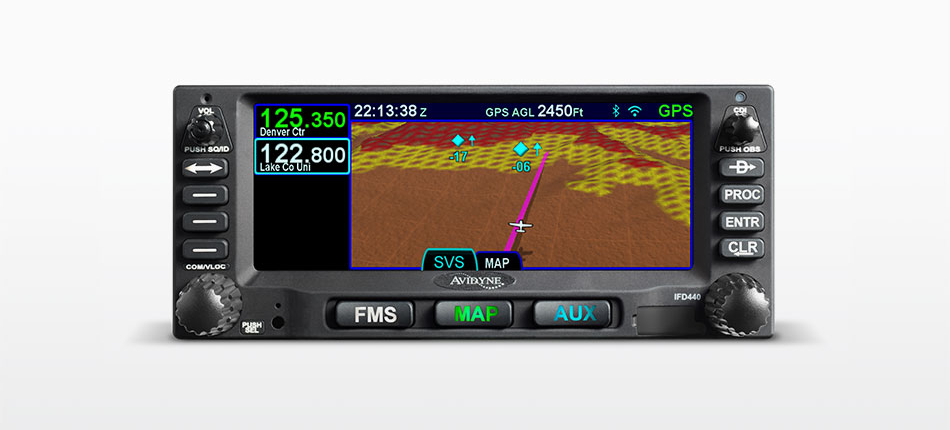 VOL
PUSH SQ/ID
COM/VLOC
PUSH
SEL
125.350
Denver Ctr
122.800
Lake Co Uni
22:13:38 Z GPS AGL 2450Ft GPS
-17
-06
SVS MAP
AVIDYNE
FMS MAP AUX
CDI
PUSH OBS
D
PROC
ENTR
CLR
IFD440